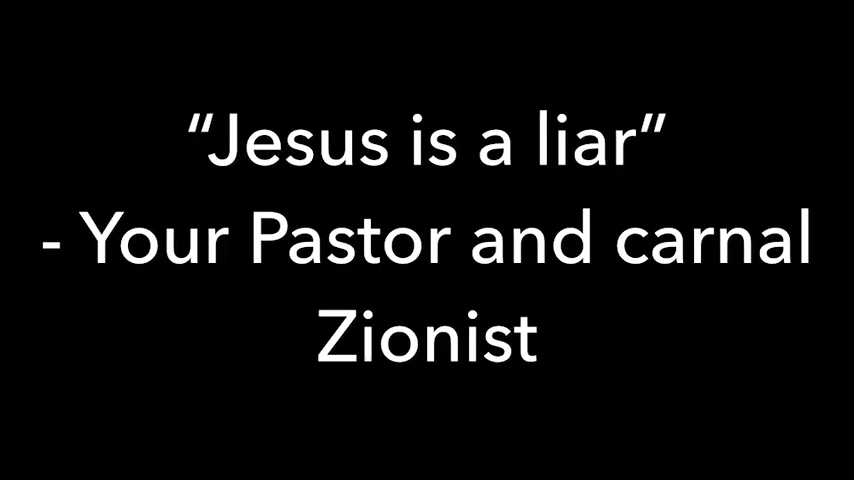 “Jesus is a liar”
- Your Pastor and carnal
Zionist